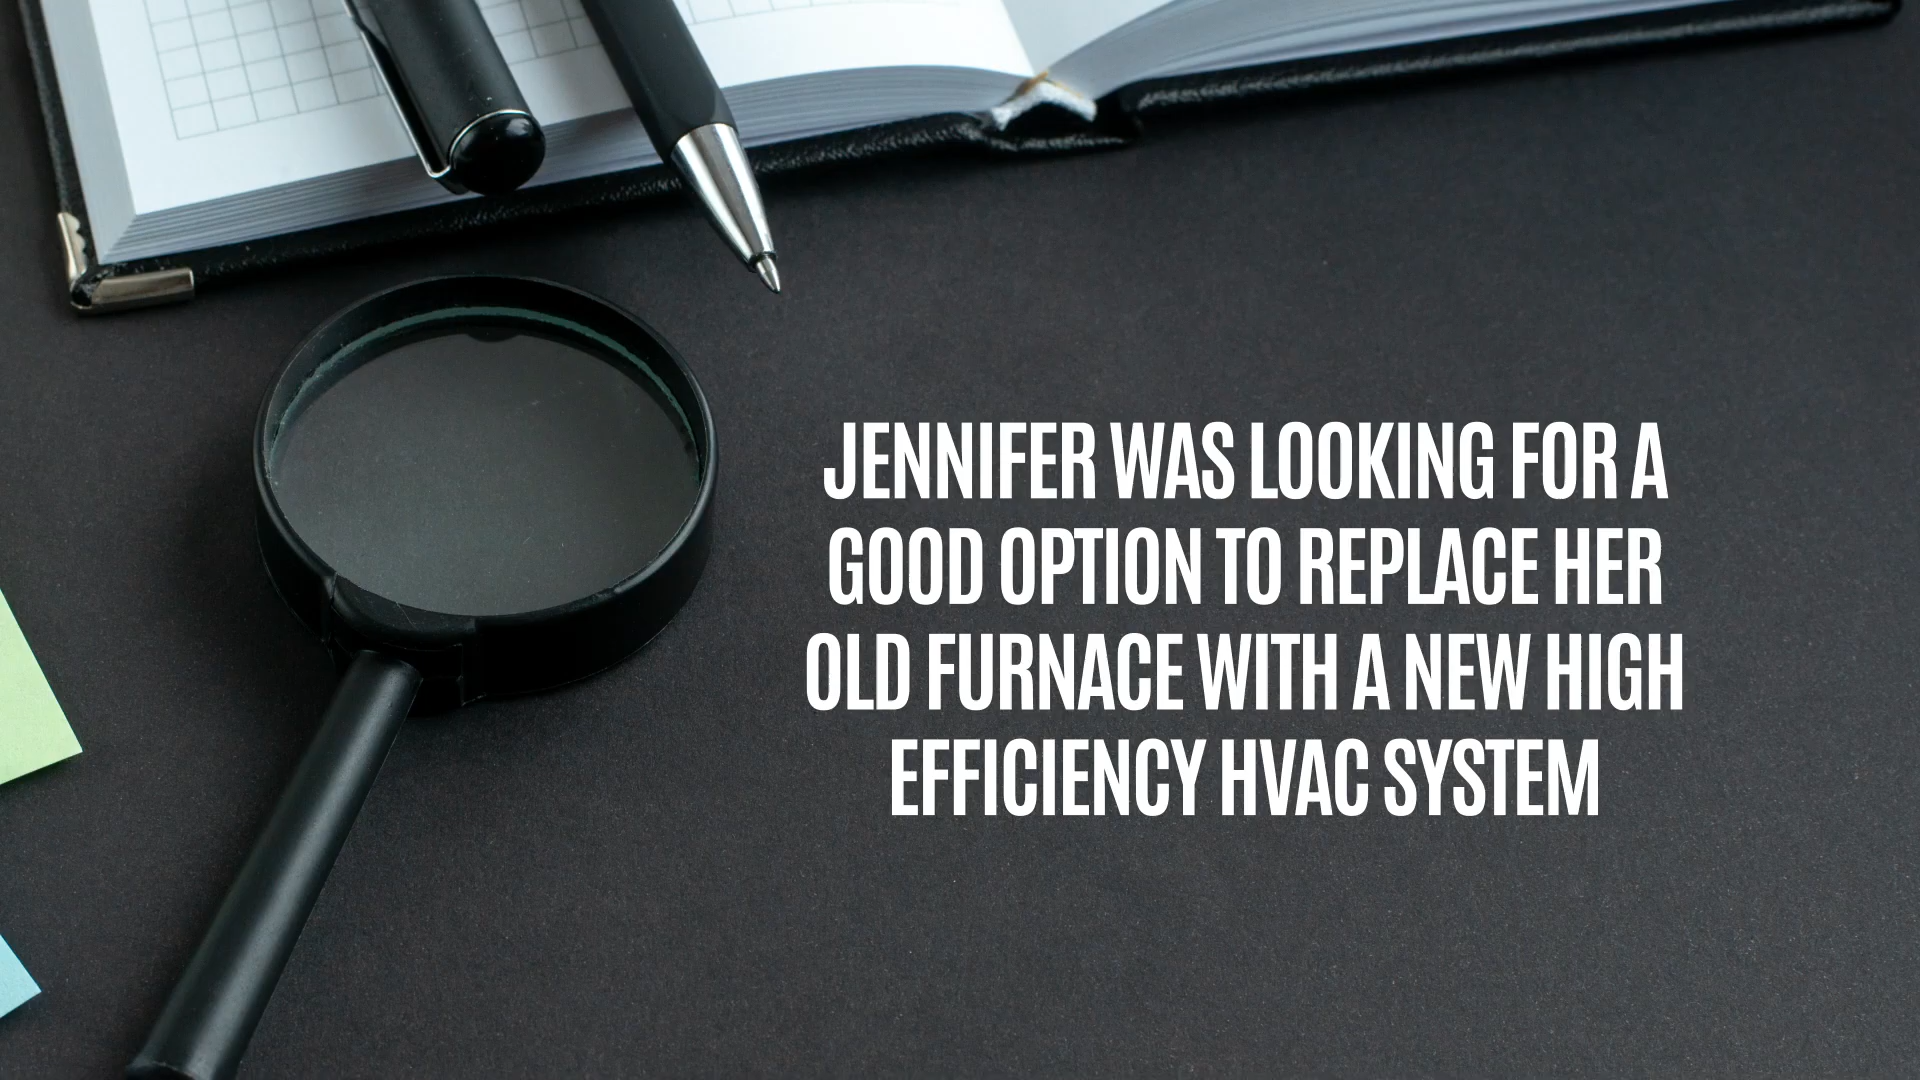 JENNIFER WAS LOOKING FOR A
GOOD OPTION TO REPLACE HER
OLD FURNACE WITH A NEW HIGH
EFFICIENCY HVAC SYSTEM